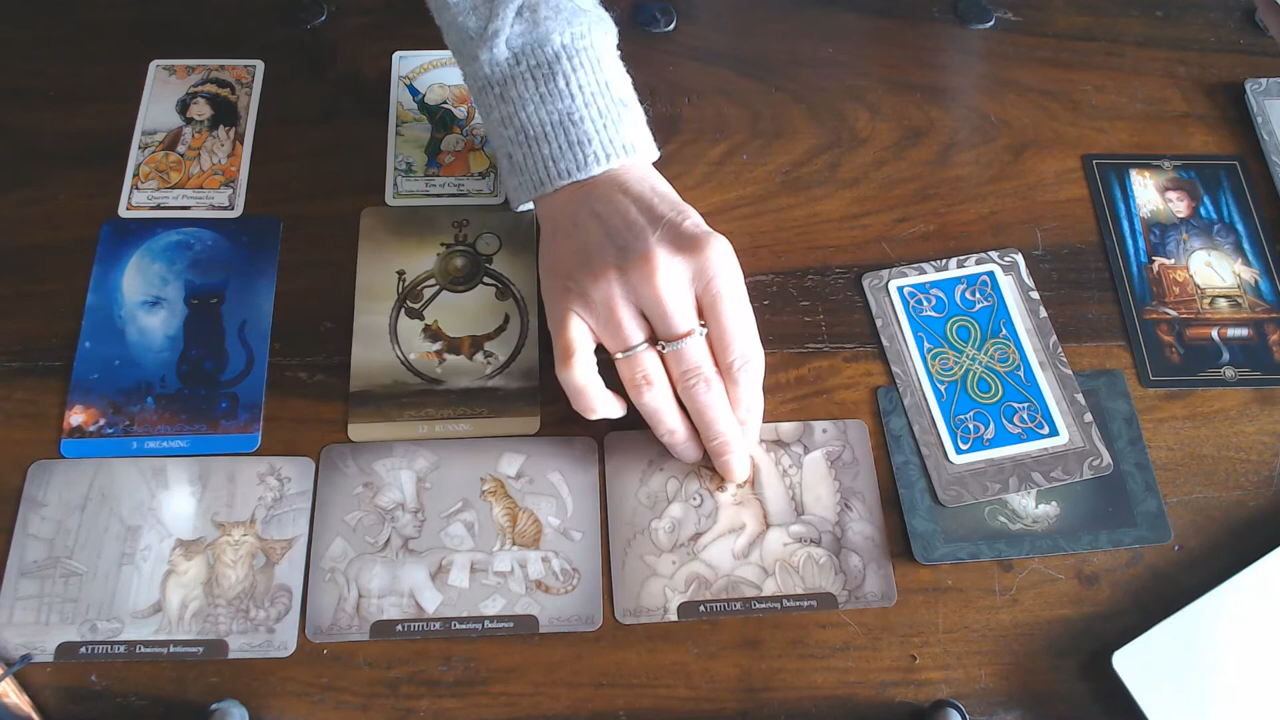 Queen of Pentacles
Ten of Cups
3 - DREAMING
12 - RUNNING
ATTITUDE - Desiring Intimacy
ATTITUDE - Desiring Balance
ATTITUDE - Desiring Belonging